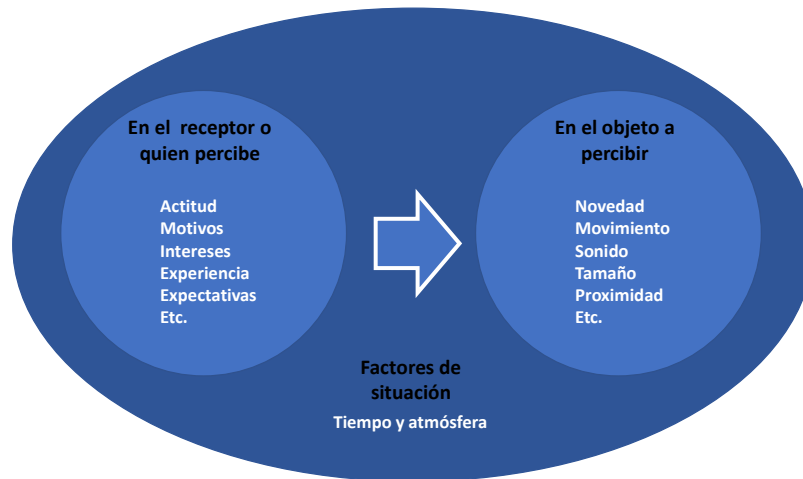 En el receptor o
quien percibe
Actitud
Motivos
Intereses
Experiencia
Expectativas
Etc.
En el objeto a
percibir
Novedad
Movimiento
Sonido
Tamaño
Proximidad
Etc.
Factores de
situación
Tiempo y atmósfera